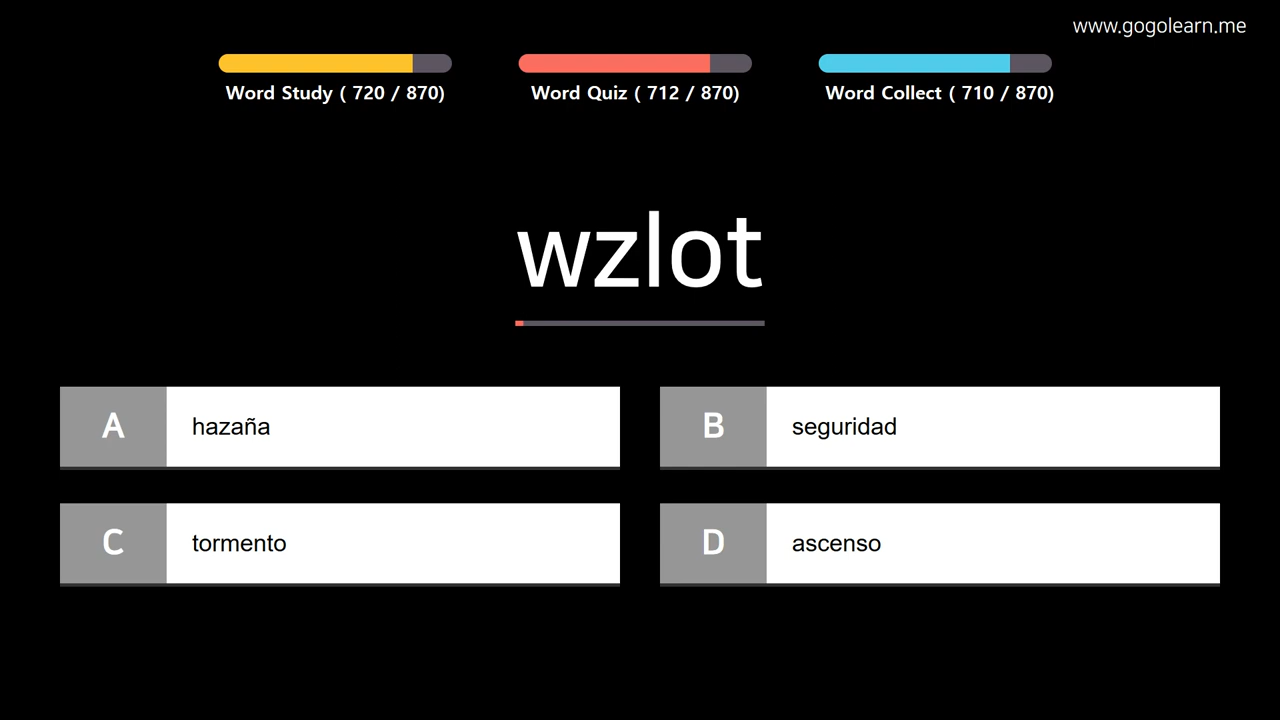 www.gogolearn.me
Word Study ( 720 / 870)
Word Quiz ( 712 / 870)
Word Collect ( 710 / 870)
wzlot
A hazaña
B seguridad
C tormento
D ascenso